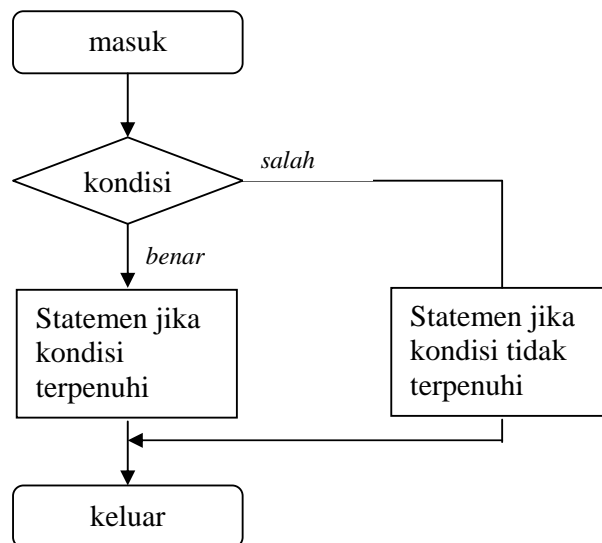 masuk
kondisi
salah
benar
Statemen jika
kondisi
terpenuhi
Statemen jika
kondisi tidak
terpenuhi
keluar